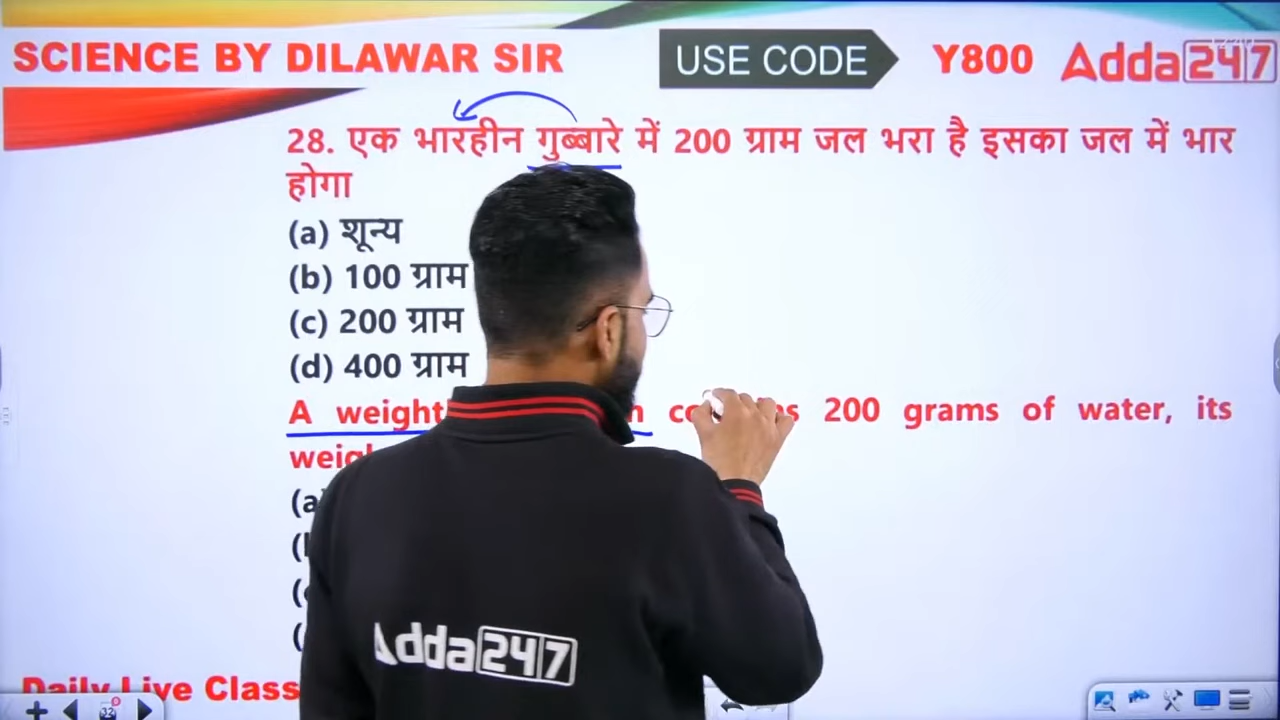 SCIENCE BY DILAWAR SIR
USE CODE
Y800
Adda247
28. एक भारहीन गुब्बारे में 200 ग्राम जल भरा है इसका जल में भार
होगा
(a) शून्य
(b) 100 ग्राम
(c) 200 ग्राम
(d) 400 ग्राम
A 200 grams of water, its
(a
Adda247
Daily Live Class